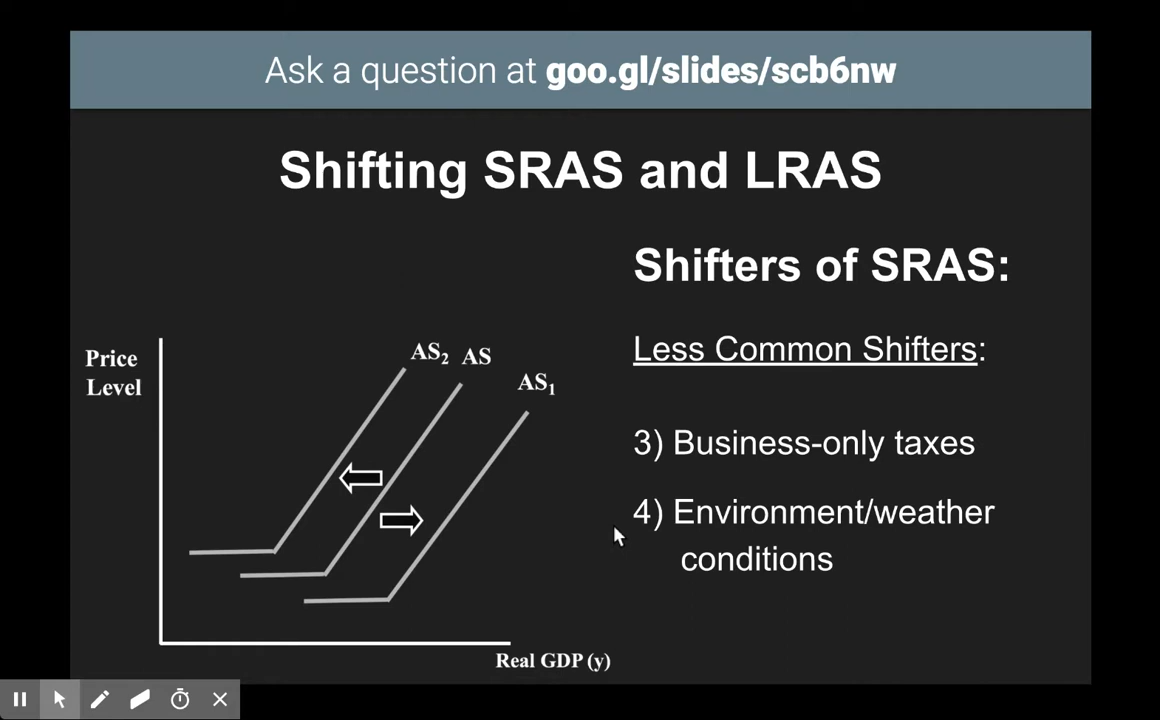 Ask a question at goo.gl/slides/scb6nw
Shifting SRAS and LRAS
Shifters of SRAS:
Less Common Shifters:
3) Business-only taxes
4) Environment/weather
conditions
Price
Level
AS₂ AS
AS₁
Real GDP (y)